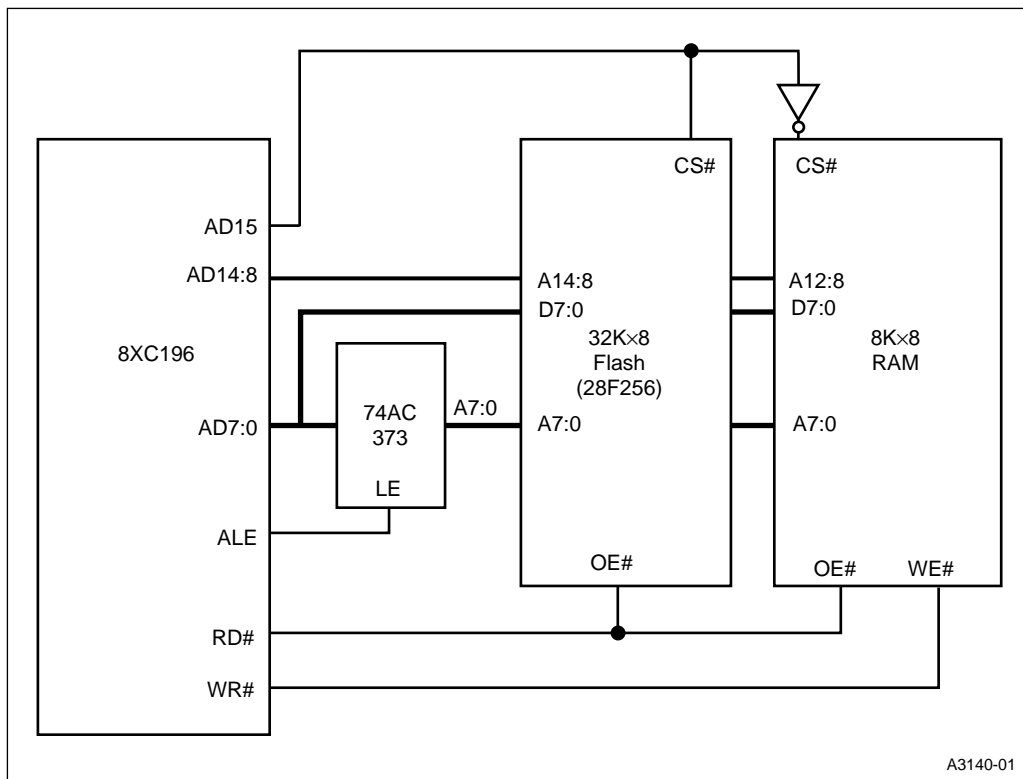 CS#
CS#
AD15
AD14:8
A14:8
A12:8
D7:0
D7:0
8XC196
32K×8
Flash
(28F256)
8K×8
RAM
74AC
373
A7:0
AD7:0
A7:0
A7:0
LE
ALE
OE#
OE#
WE#
RD#
WR#
A3140-01